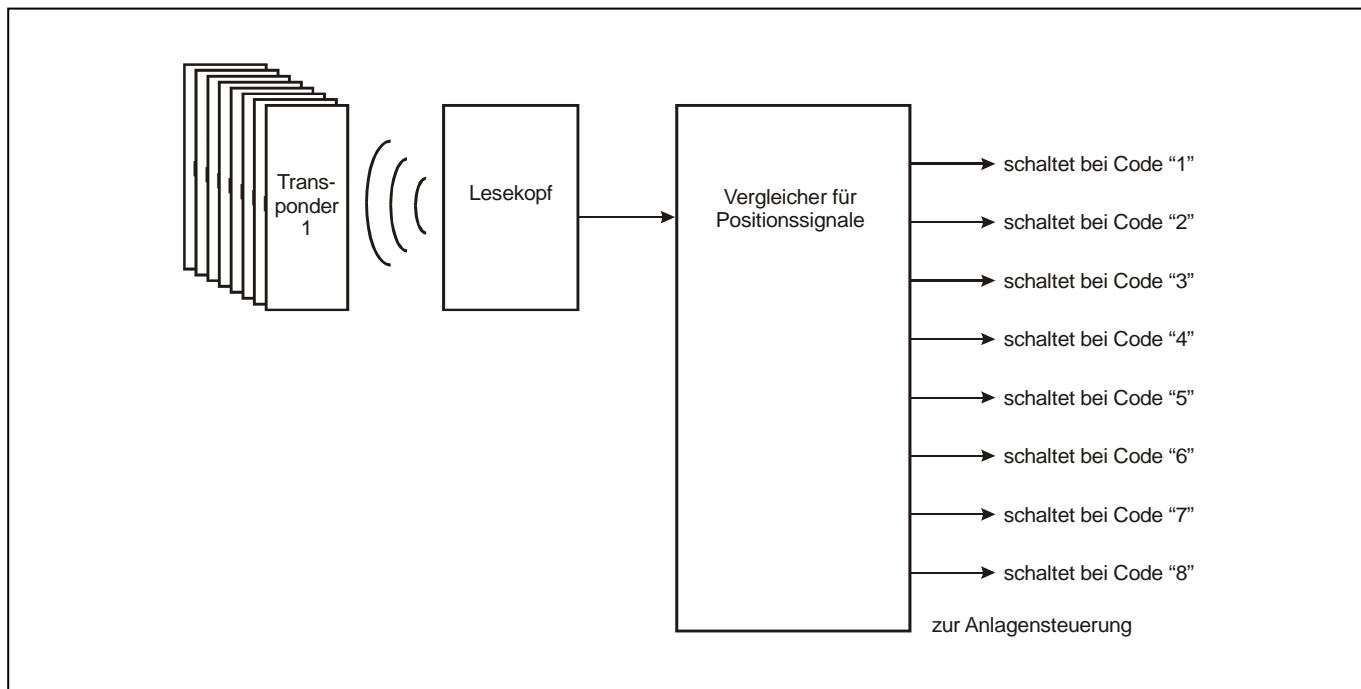 Trans-
ponder
1
Lesekopf
Vergleicher für
Positionssignale
schaltet bei Code “1”
schaltet bei Code “2”
schaltet bei Code “3”
schaltet bei Code “4”
schaltet bei Code “5”
schaltet bei Code “6”
schaltet bei Code “7”
schaltet bei Code “8”
zur Anlagensteuerung